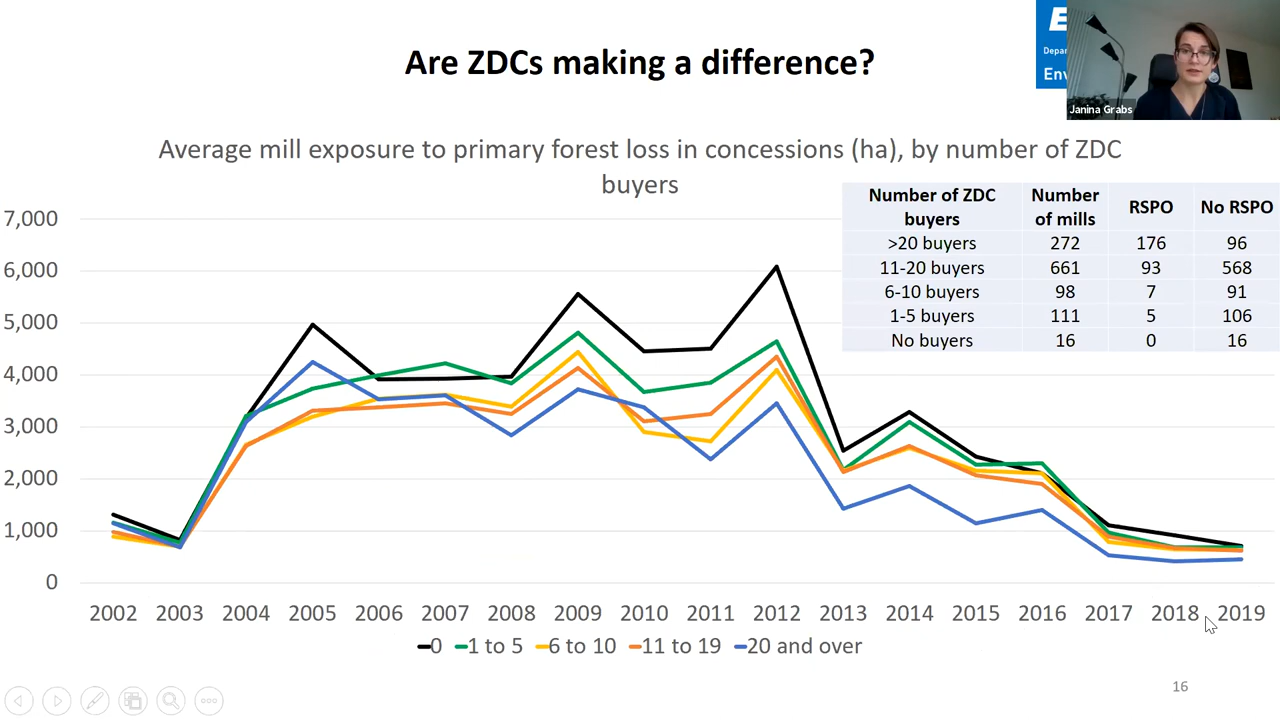 Are ZDCs making a difference?
Janina Grabs
Average mill exposure to primary forest loss in concessions (ha), by number of ZDC
buyers
Number of ZDC buyers Number of mills RSPO No RSPO
>20 buyers 272 176 96
11-20 buyers 661 93 568
6-10 buyers 98 7 91
1-5 buyers 111 5 106
No buyers 16 0 16
7,000
6,000
5,000
4,000
3,000
2,000
1,000
0
2002 2003 2004 2005 2006 2007 2008 2009 2010 2011 2012 2013 2014 2015 2016 2017 2018 2019
0 1 to 5 6 to 10 11 to 19 20 and over
16